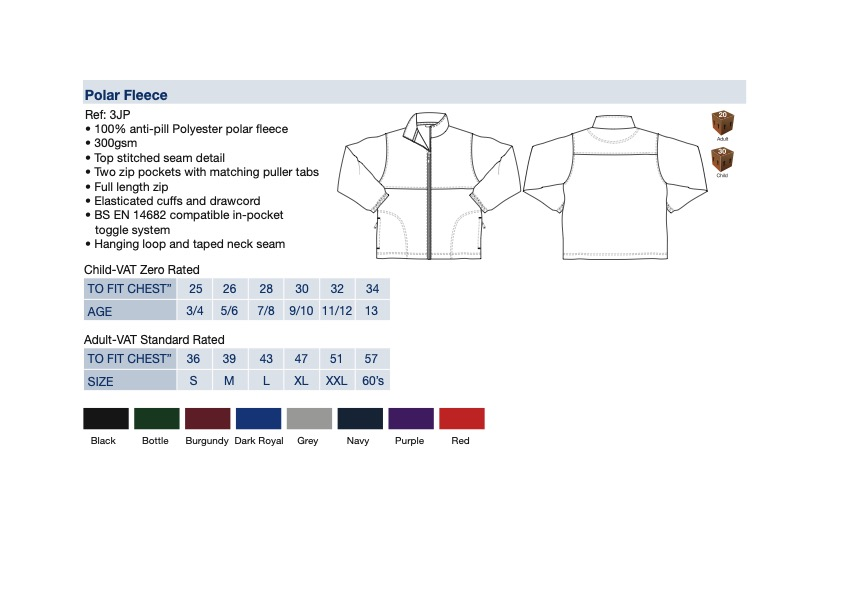 Polar Fleece
Ref: 3JP
• 100% anti-pill Polyester polar fleece
• 300gsm
• Top stitched seam detail
• Two zip pockets with matching puller tabs
• Full length zip
• Elasticated cuffs and drawcord
• BS EN 14682 compatible in-pocket
toggle system
• Hanging loop and taped neck seam
20
Adult
30
Child
Child-VAT Zero Rated
TO FIT CHEST” 25 26 28 30 32 34
AGE 3/4 5/6 7/8 9/10 11/12 13
Adult-VAT Standard Rated
TO FIT CHEST” 36 39 43 47 51 57
SIZE S M L XL XXL 60’s
Black Bottle Burgundy Dark Royal Grey Navy Purple Red